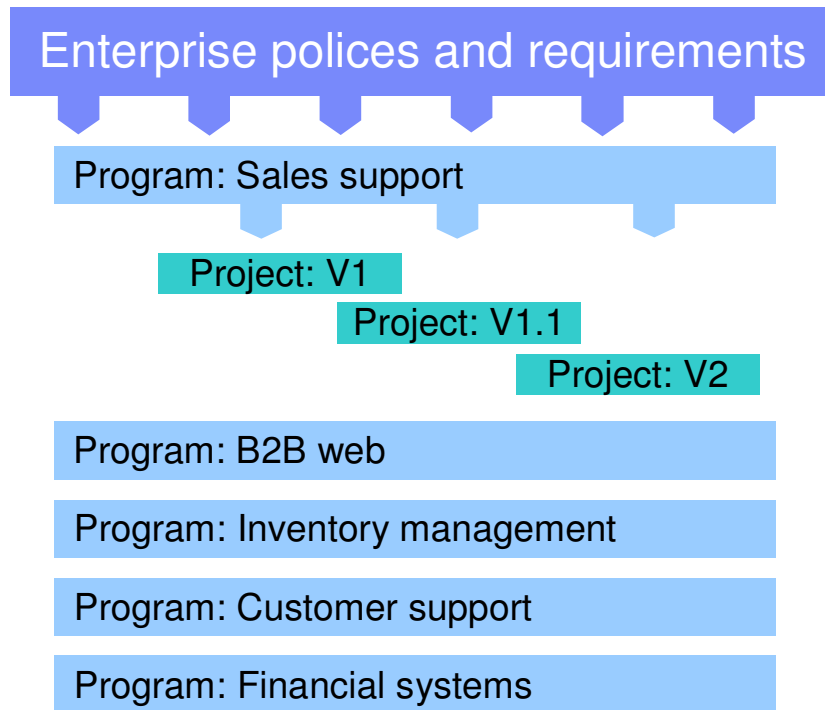 Enterprise polices and requirements
Program: Sales support
Project: V1
Project: V1.1
Project: V2
Program: B2B web
Program: Inventory management
Program: Customer support
Program: Financial systems